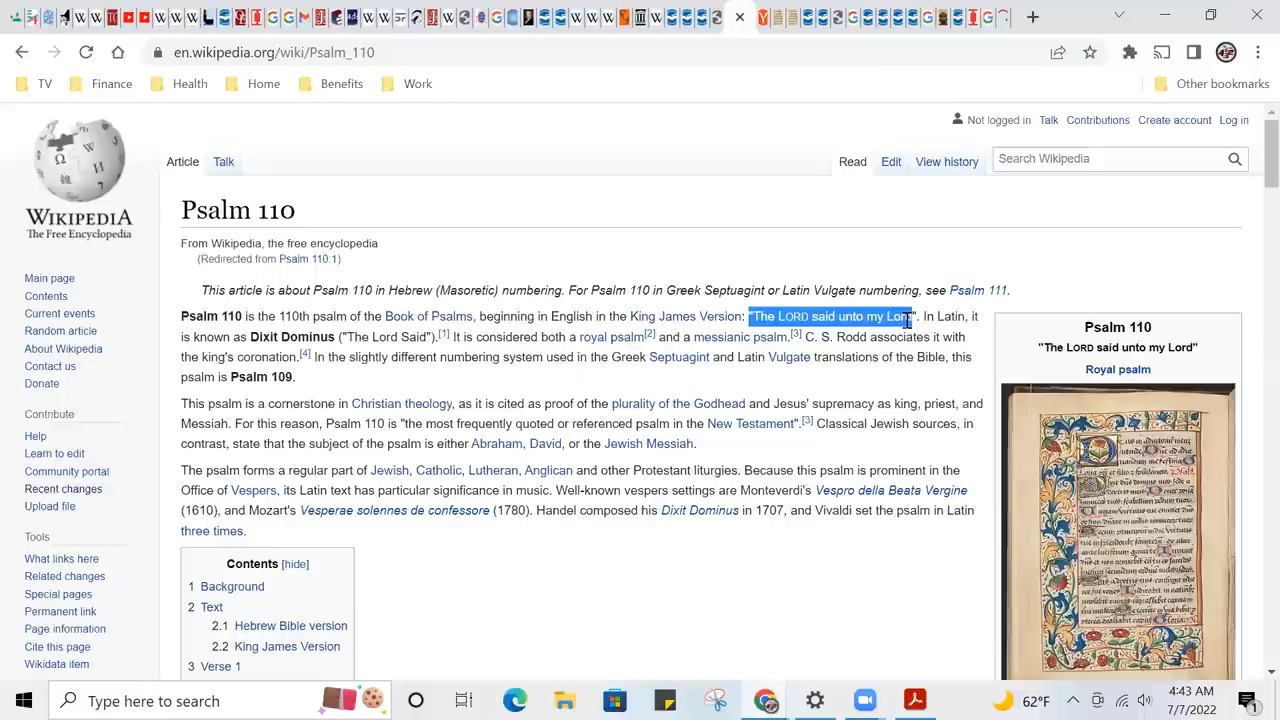 en.wikipedia.org/wiki/Psalm_110
TV Finance Health Home Benefits Work Other bookmarks
Not logged in Talk Contributions Create account Log in
Article Talk Read Edit View history Search Wikipedia
WIKIPEDIA
The Free Encyclopedia
Main page
Contents
Current events
Random article
About Wikipedia
Contact us
Donate
Contribute
Help
Learn to edit
Community portal
Recent changes
Upload file
Tools
What links here
Related changes
Special pages
Permanent link
Page information
Cite this page
Wikidata item
Psalm 110
From Wikipedia, the free encyclopedia
(Redirected from Psalm 110.1)
This article is about Psalm 110 in Hebrew (Masoretic) numbering. For Psalm 110 in Greek Septuagint or Latin Vulgate numbering, see Psalm 111.
Psalm 110 is the 110th psalm of the Book of Psalms, beginning in English in the King James Version: "The LORD said unto my Lord". In Latin, it
is known as Dixit Dominus ("The Lord Said").[1] It is considered both a royal psalm[2] and a messianic psalm.[3] C. S. Rodd associates it with
the king's coronation.[4] In the slightly different numbering system used in the Greek Septuagint and Latin Vulgate translations of the Bible, this
psalm is Psalm 109.
This psalm is a cornerstone in Christian theology, as it is cited as proof of the plurality of the Godhead and Jesus' supremacy as king, priest, and
Messiah. For this reason, Psalm 110 is "the most frequently quoted or referenced psalm in the New Testament".[3] Classical Jewish sources, in
contrast, state that the subject of the psalm is either Abraham, David, or the Jewish Messiah.
The psalm forms a regular part of Jewish, Catholic, Lutheran, Anglican and other Protestant liturgies. Because this psalm is prominent in the
Office of Vespers, its Latin text has particular significance in music. Well-known vespers settings are Monteverdi's Vespro della Beata Vergine
(1610), and Mozart's Vesperae solennes de confessore (1780). Handel composed his Dixit Dominus in 1707, and Vivaldi set the psalm in Latin
three times.
Contents [hide]
1 Background
2 Text
2.1 Hebrew Bible version
2.2 King James Version
3 Verse 1
Psalm 110
"The LORD said unto my Lord"
Royal psalm
Type here to search
62°F
4:43 AM
7/7/2022
1